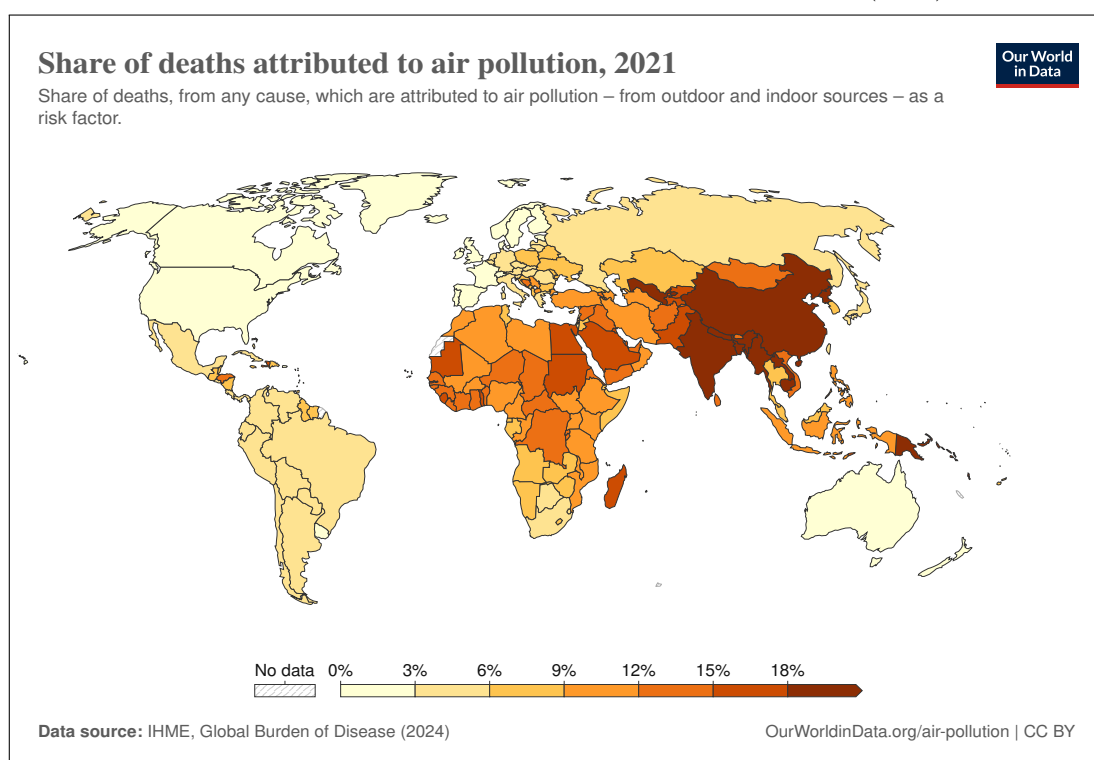 Share of deaths attributed to air pollution, 2021
Our World
in Data
Share of deaths, from any cause, which are attributed to air pollution – from outdoor and indoor sources – as a
risk factor.
No data 0% 3% 6% 9% 12% 15% 18%
Data source: IHME, Global Burden of Disease (2024)
OurWorldinData.org/air-pollution | CC BY